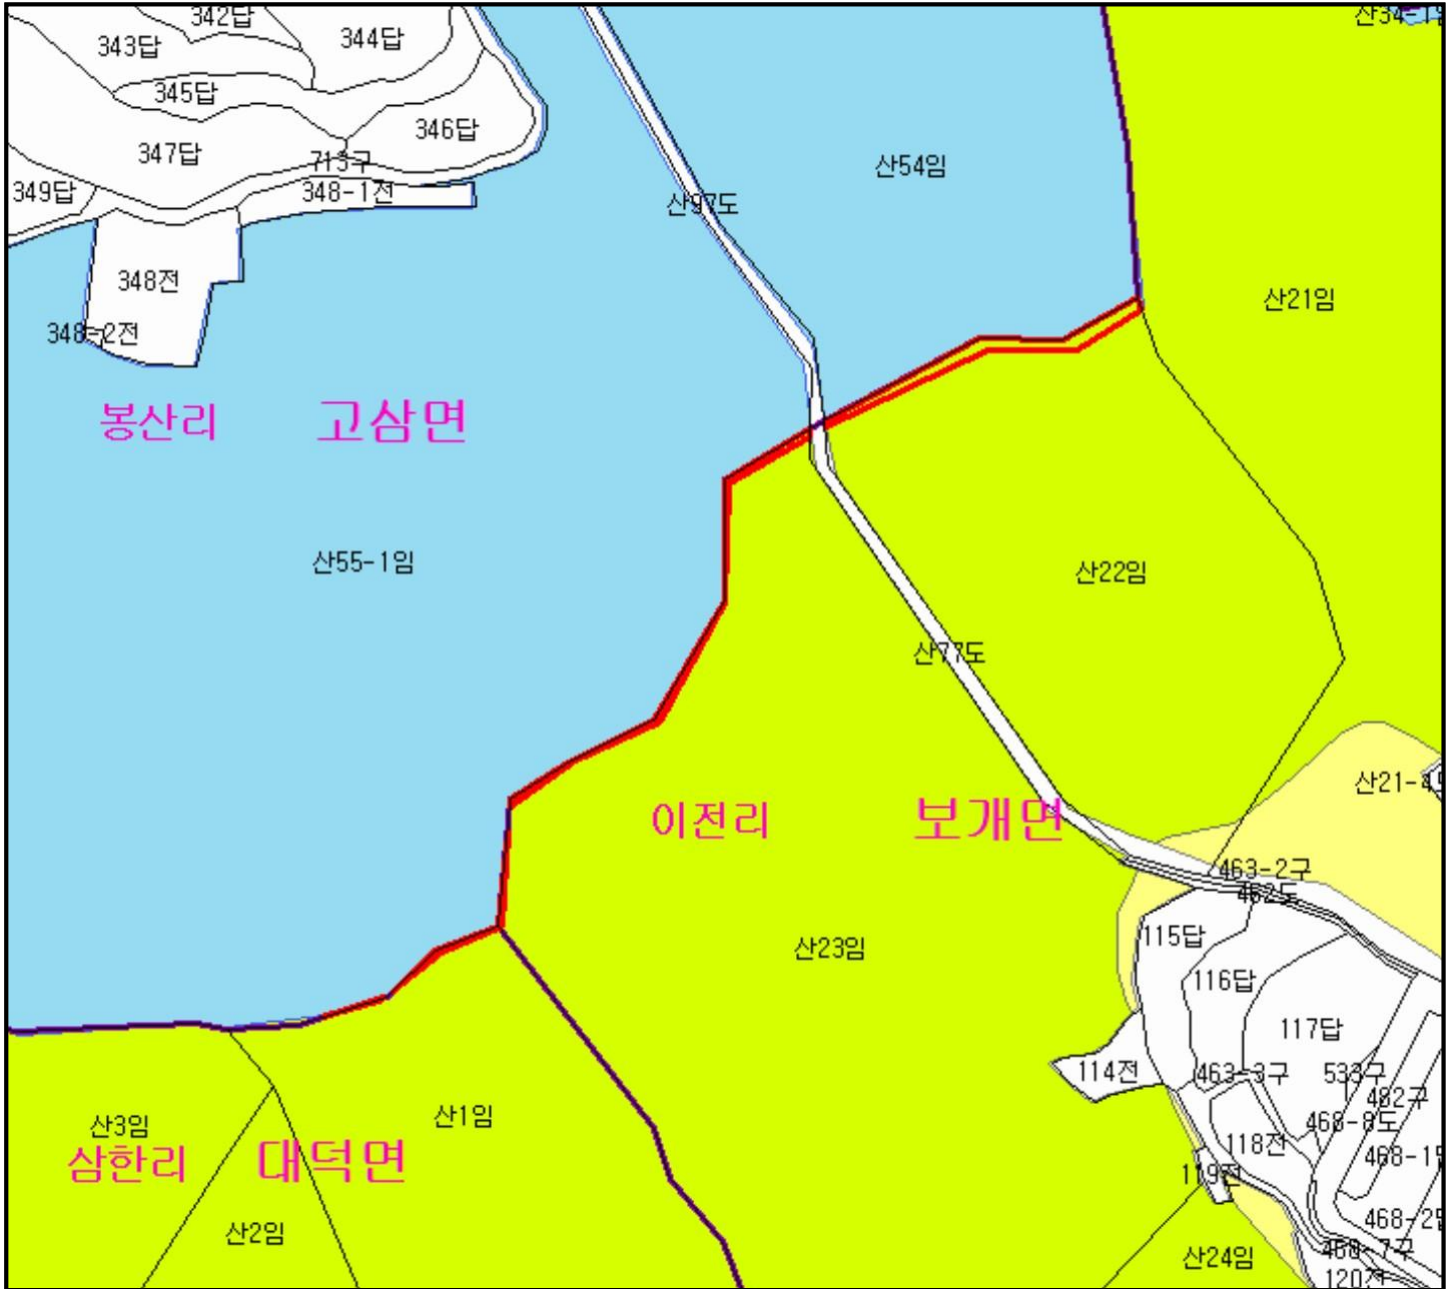 342답
산34-1임
343답
344답
345답
346답
347답
713구
산54임
349답
348-1전
산97도
348전
산21임
348-2전
봉산리 고삼면
산55-1임
산22임
산77도
산21-4도
이전리 보개면
463-2구
462도
115답
산23임
116답
117답
114전
463-3구
533구
482구
산3임
산1임
468-8도
118전
삼한리 대덕면
468-1답
119전
468-2답
산2임
468-7구
산24임
120전